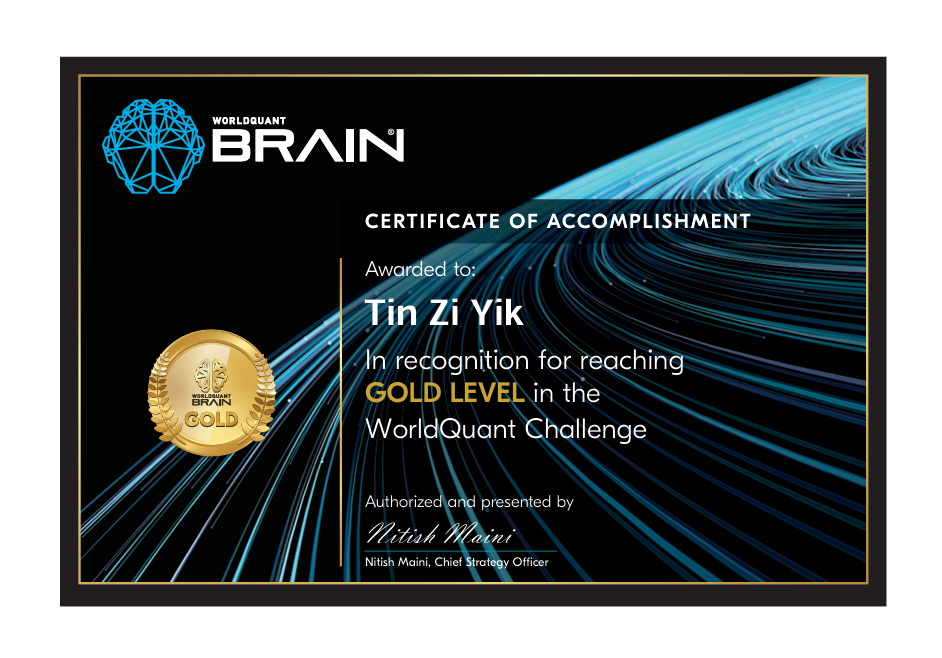 WORLDQUANT
BRAIN®
CERTIFICATE OF ACCOMPLISHMENT
Awarded to:
Tin Zi Yik
In recognition for reaching
GOLD LEVEL in the
WorldQuant Challenge
WORLDQUANT
BRAIN
GOLD
Authorized and presented by
Nitish Maini
Nitish Maini, Chief Strategy Officer